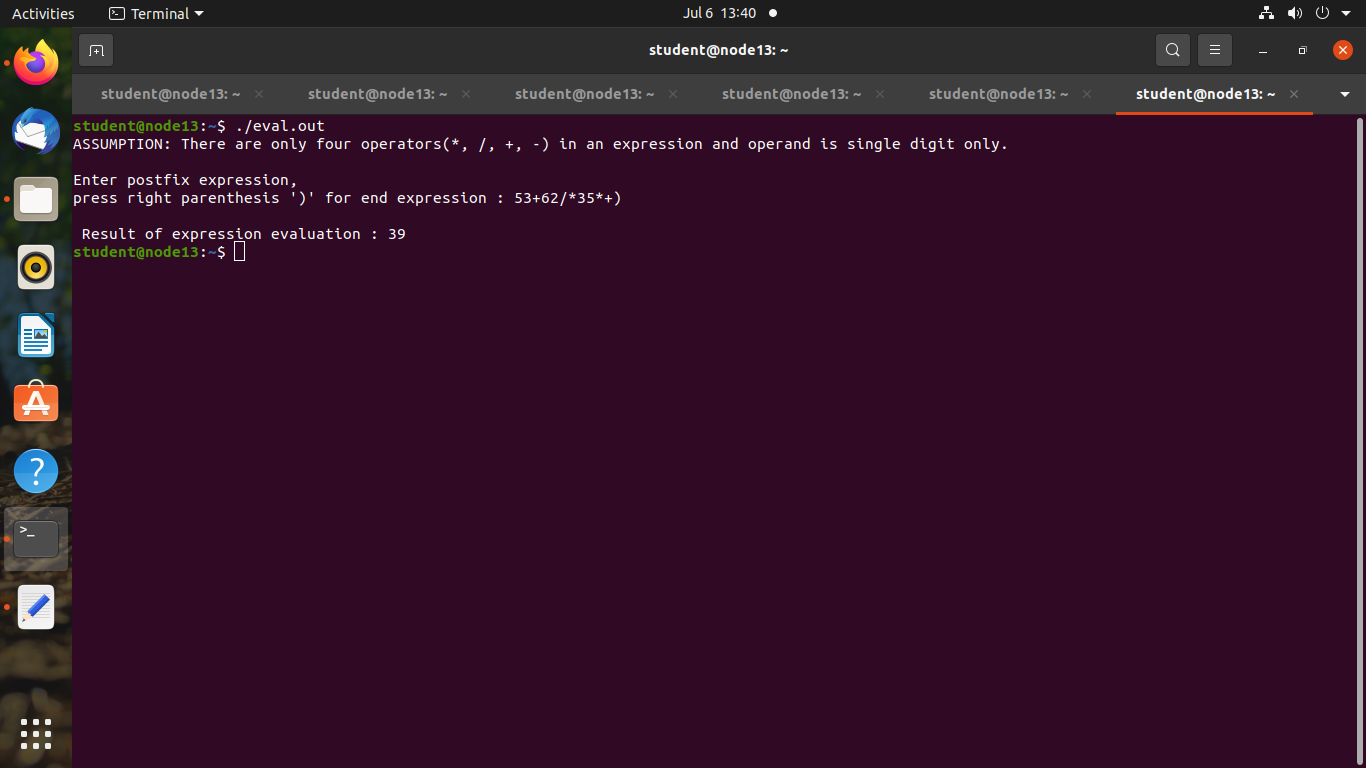 Activities
Terminal
Jul 6 13:40
student@node13: ~
student@node13: ~
student@node13: ~
student@node13: ~
student@node13: ~
student@node13: ~
student@node13: ~
student@node13:~$ ./eval.out
ASSUMPTION: There are only four operators(*, /, +, -) in an expression and operand is single digit only.
Enter postfix expression,
press right parenthesis ')' for end expression : 53+62/*35*+)
Result of expression evaluation : 39
student@node13:~$
>_
?